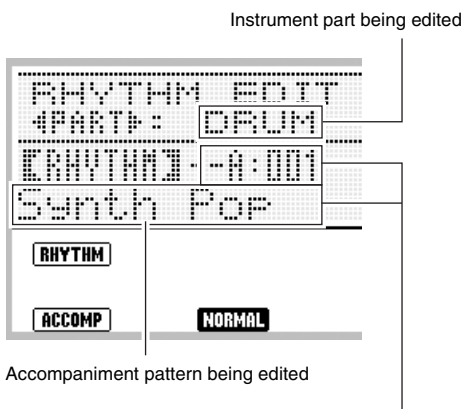 Instrument part being edited
RHYTHM EDIT
◀PART▶: DRUM
【RHYTHM】--A:001
Synth Pop
RHYTHM
ACCOMP NORMAL
Accompaniment pattern being edited